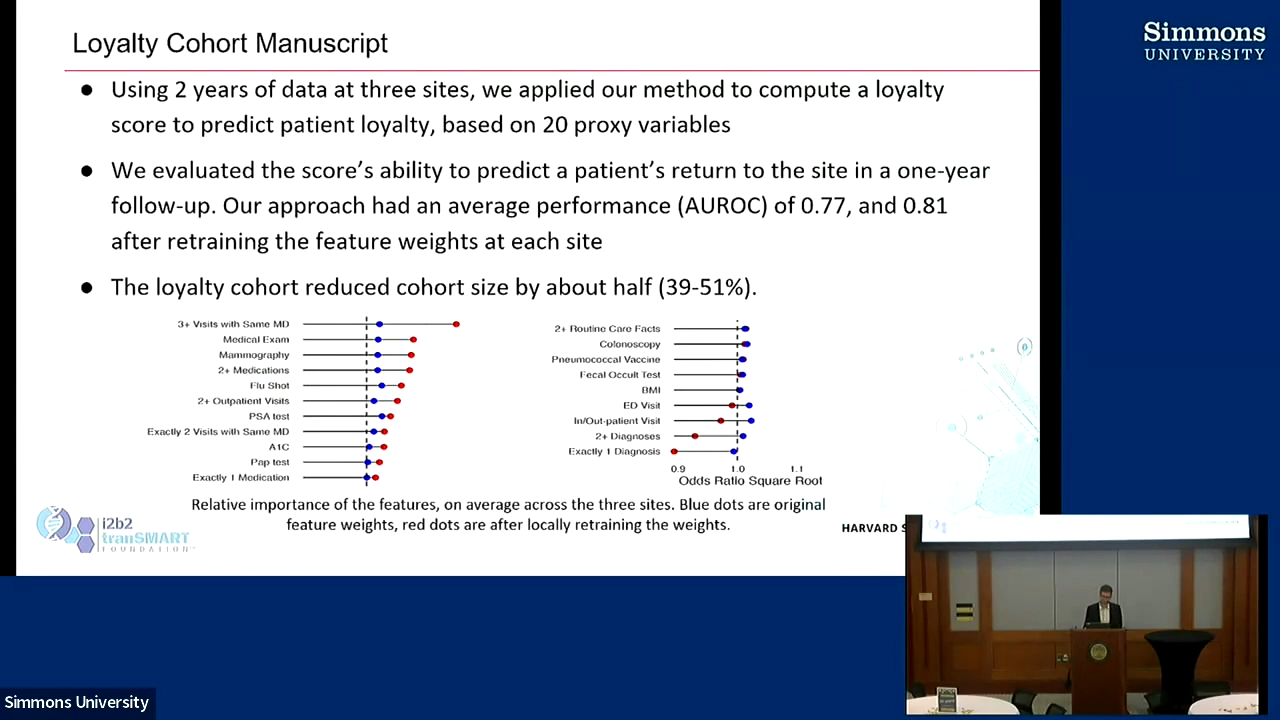 Loyalty Cohort Manuscript
Simmons
UNIVERSITY
● Using 2 years of data at three sites, we applied our method to compute a loyalty
score to predict patient loyalty, based on 20 proxy variables
● We evaluated the score’s ability to predict a patient’s return to the site in a one-year
follow-up. Our approach had an average performance (AUROC) of 0.77, and 0.81
after retraining the feature weights at each site
● The loyalty cohort reduced cohort size by about half (39-51%).
3+ Visits with Same MD
Medical Exam
Mammography
2+ Medications
Flu Shot
2+ Outpatient Visits
PSA test
Exactly 2 Visits with Same MD
A1C
Pap test
Exactly 1 Medication
2+ Routine Care Facts
Colonoscopy
Pneumococcal Vaccine
Fecal Occult Test
BMI
ED Visit
In/Out-patient Visit
2+ Diagnoses
Exactly 1 Diagnosis
0.9 1.0 1.1
Odds Ratio Square Root
Relative importance of the features, on average across the three sites. Blue dots are original
feature weights, red dots are after locally retraining the weights.
i2b2
tranSMART
FOUNDATION
HARVARD S
Simmons University